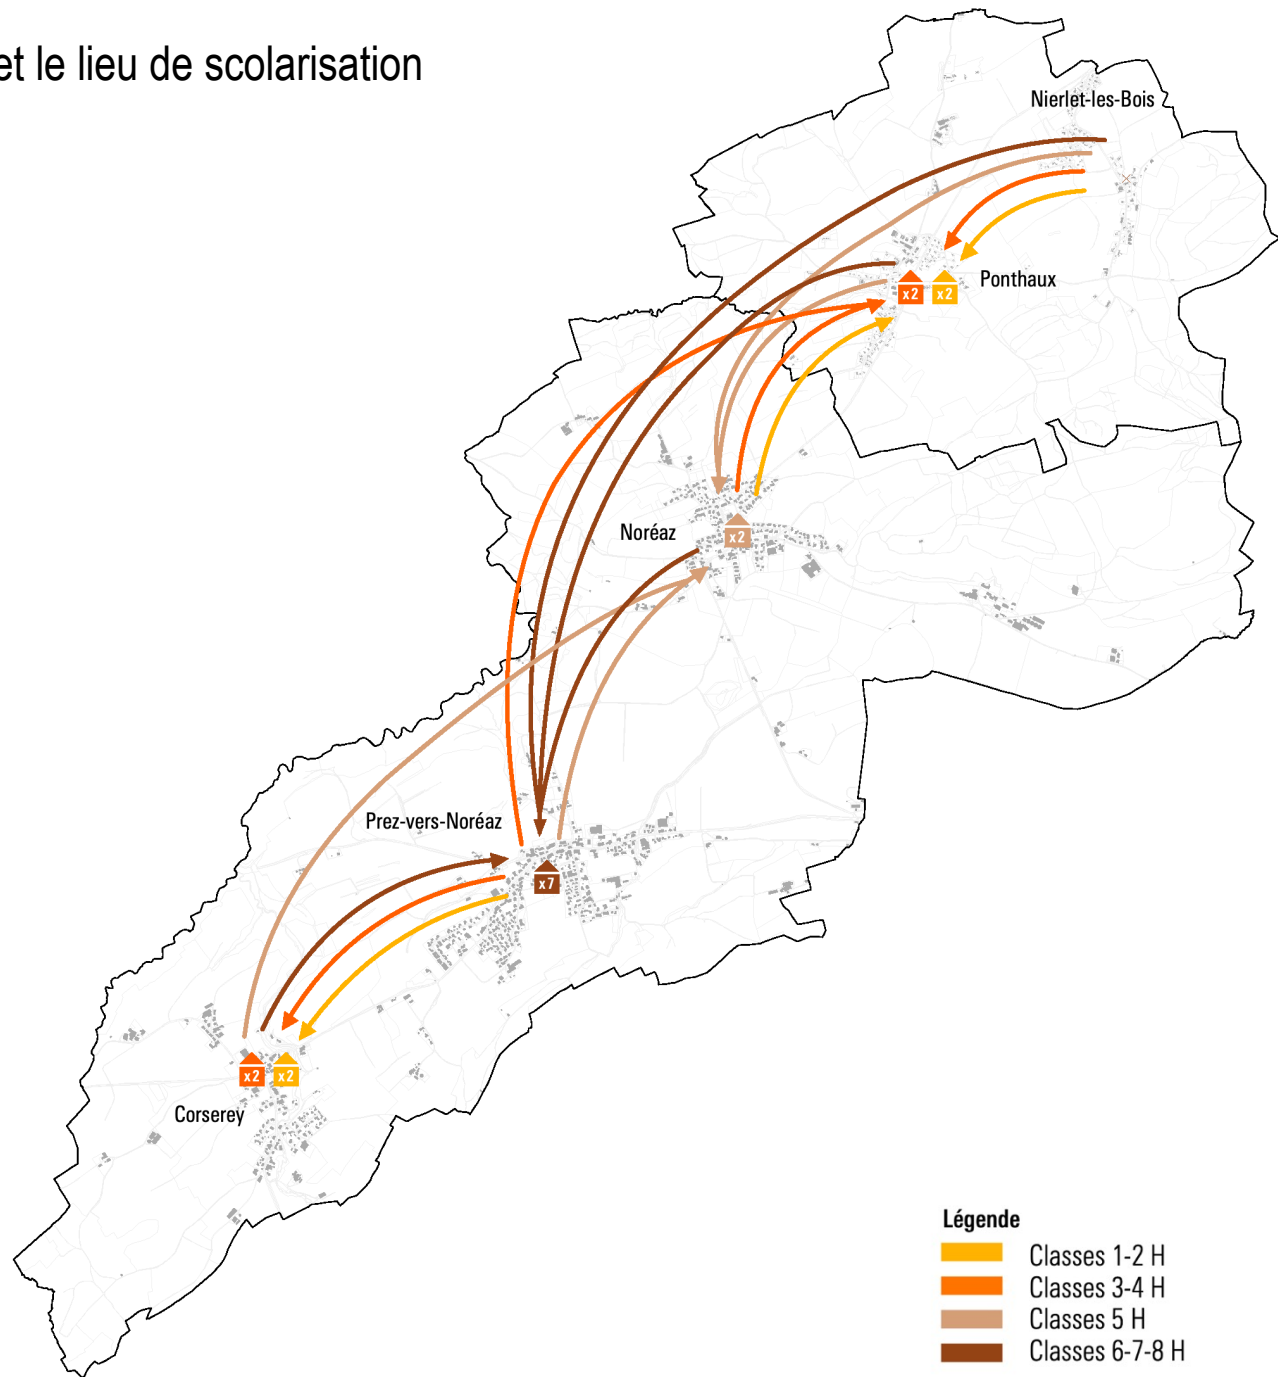 et le lieu de scolarisation
Nierlet-les-Bois
Ponthaux
x2
x2
Noréaz
x2
Prez-vers-Noréaz
x7
x2
x2
Corserey
Légende
Classes 1-2 H
Classes 3-4 H
Classes 5 H
Classes 6-7-8 H